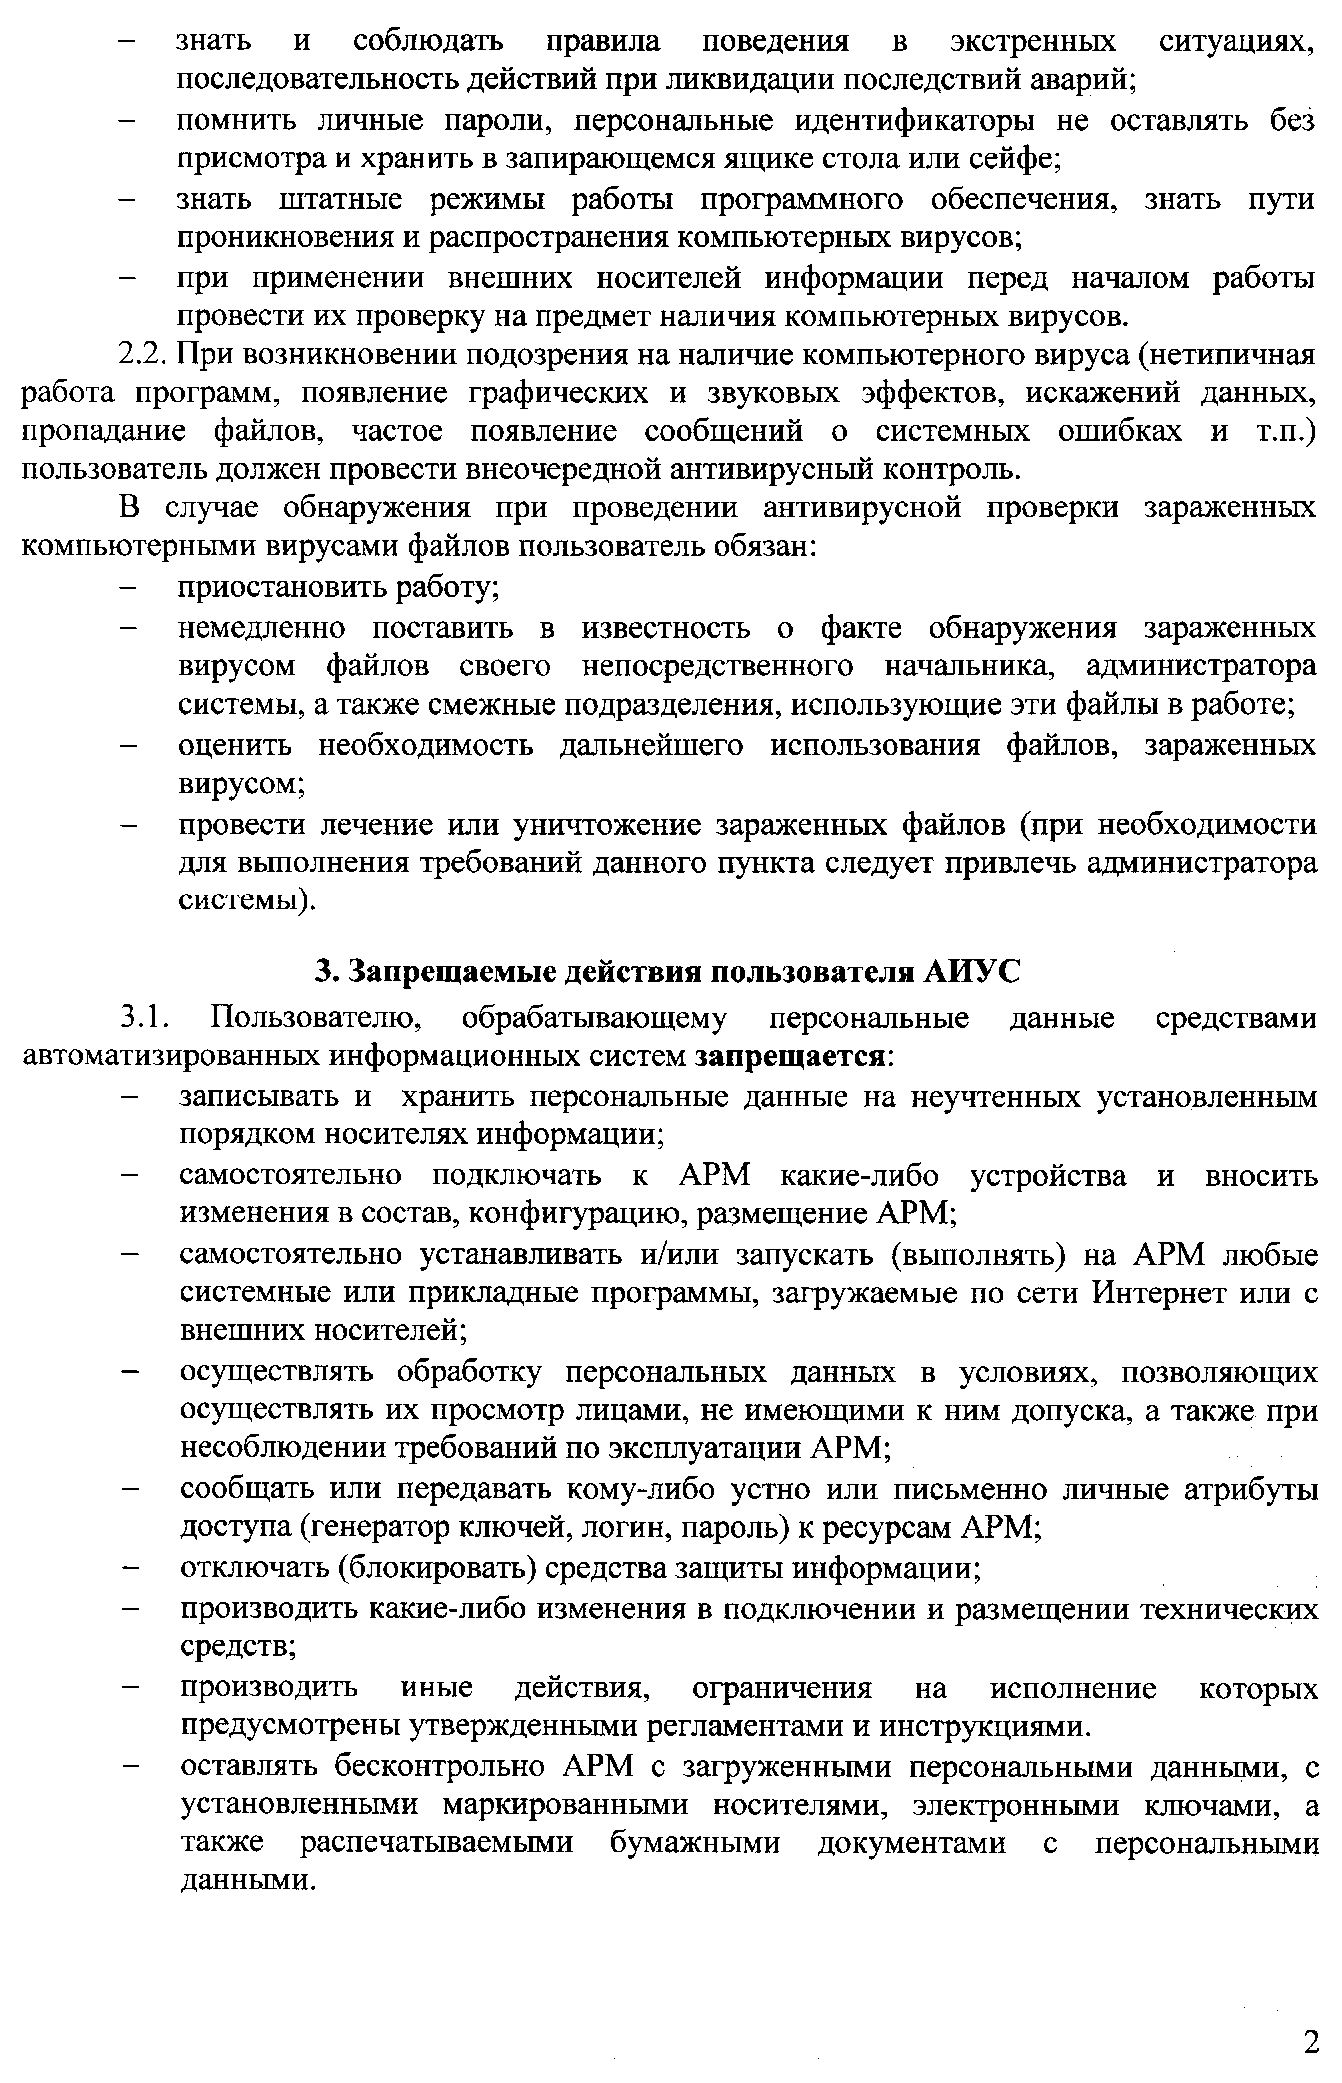 – знать и соблюдать правила поведения в экстренных ситуациях,
последовательность действий при ликвидации последствий аварий;
– помнить личные пароли, персональные идентификаторы не оставлять без
присмотра и хранить в запирающемся ящике стола или сейфе;
– знать штатные режимы работы программного обеспечения, знать пути
проникновения и распространения компьютерных вирусов;
– при применении внешних носителей информации перед началом работы
провести их проверку на предмет наличия компьютерных вирусов.
2.2. При возникновении подозрения на наличие компьютерного вируса (нетипичная
работа программ, появление графических и звуковых эффектов, искажений данных,
пропадание файлов, частое появление сообщений о системных ошибках и т.п.)
пользователь должен провести внеочередной антивирусный контроль.
В случае обнаружения при проведении антивирусной проверки зараженных
компьютерными вирусами файлов пользователь обязан:
– приостановить работу;
– немедленно поставить в известность о факте обнаружения зараженных
вирусом файлов своего непосредственного начальника, администратора
системы, а также смежные подразделения, использующие эти файлы в работе;
– оценить необходимость дальнейшего использования файлов, зараженных
вирусом;
– провести лечение или уничтожение зараженных файлов (при необходимости
для выполнения требований данного пункта следует привлечь администратора
системы).
3. Запрещаемые действия пользователя АИУС
3.1. Пользователю, обрабатывающему персональные данные средствами
автоматизированных информационных систем запрещается:
– записывать и хранить персональные данные на неучтенных установленным
порядком носителях информации;
– самостоятельно подключать к АРМ какие-либо устройства и вносить
изменения в состав, конфигурацию, размещение АРМ;
– самостоятельно устанавливать и/или запускать (выполнять) на АРМ любые
системные или прикладные программы, загружаемые по сети Интернет или с
внешних носителей;
– осуществлять обработку персональных данных в условиях, позволяющих
осуществлять их просмотр лицами, не имеющими к ним допуска, а также при
несоблюдении требований по эксплуатации АРМ;
– сообщать или передавать кому-либо устно или письменно личные атрибуты
доступа (генератор ключей, логин, пароль) к ресурсам АРМ;
– отключать (блокировать) средства защиты информации;
– производить какие-либо изменения в подключении и размещении технических
средств;
– производить иные действия, ограничения на исполнение которых
предусмотрены утвержденными регламентами и инструкциями.
– оставлять бесконтрольно АРМ с загруженными персональными данными, с
установленными маркированными носителями, электронными ключами, а
также распечатываемыми бумажными документами с персональными
данными.
2